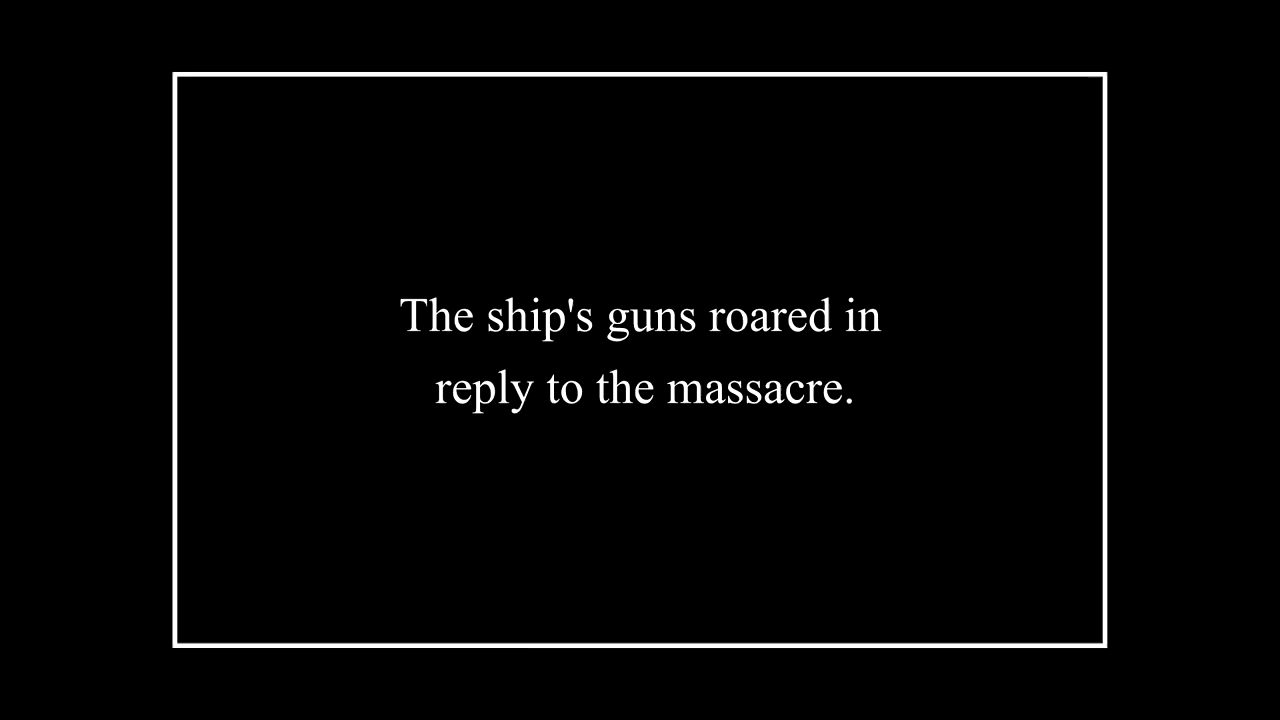 The ship's guns roared in
reply to the massacre.